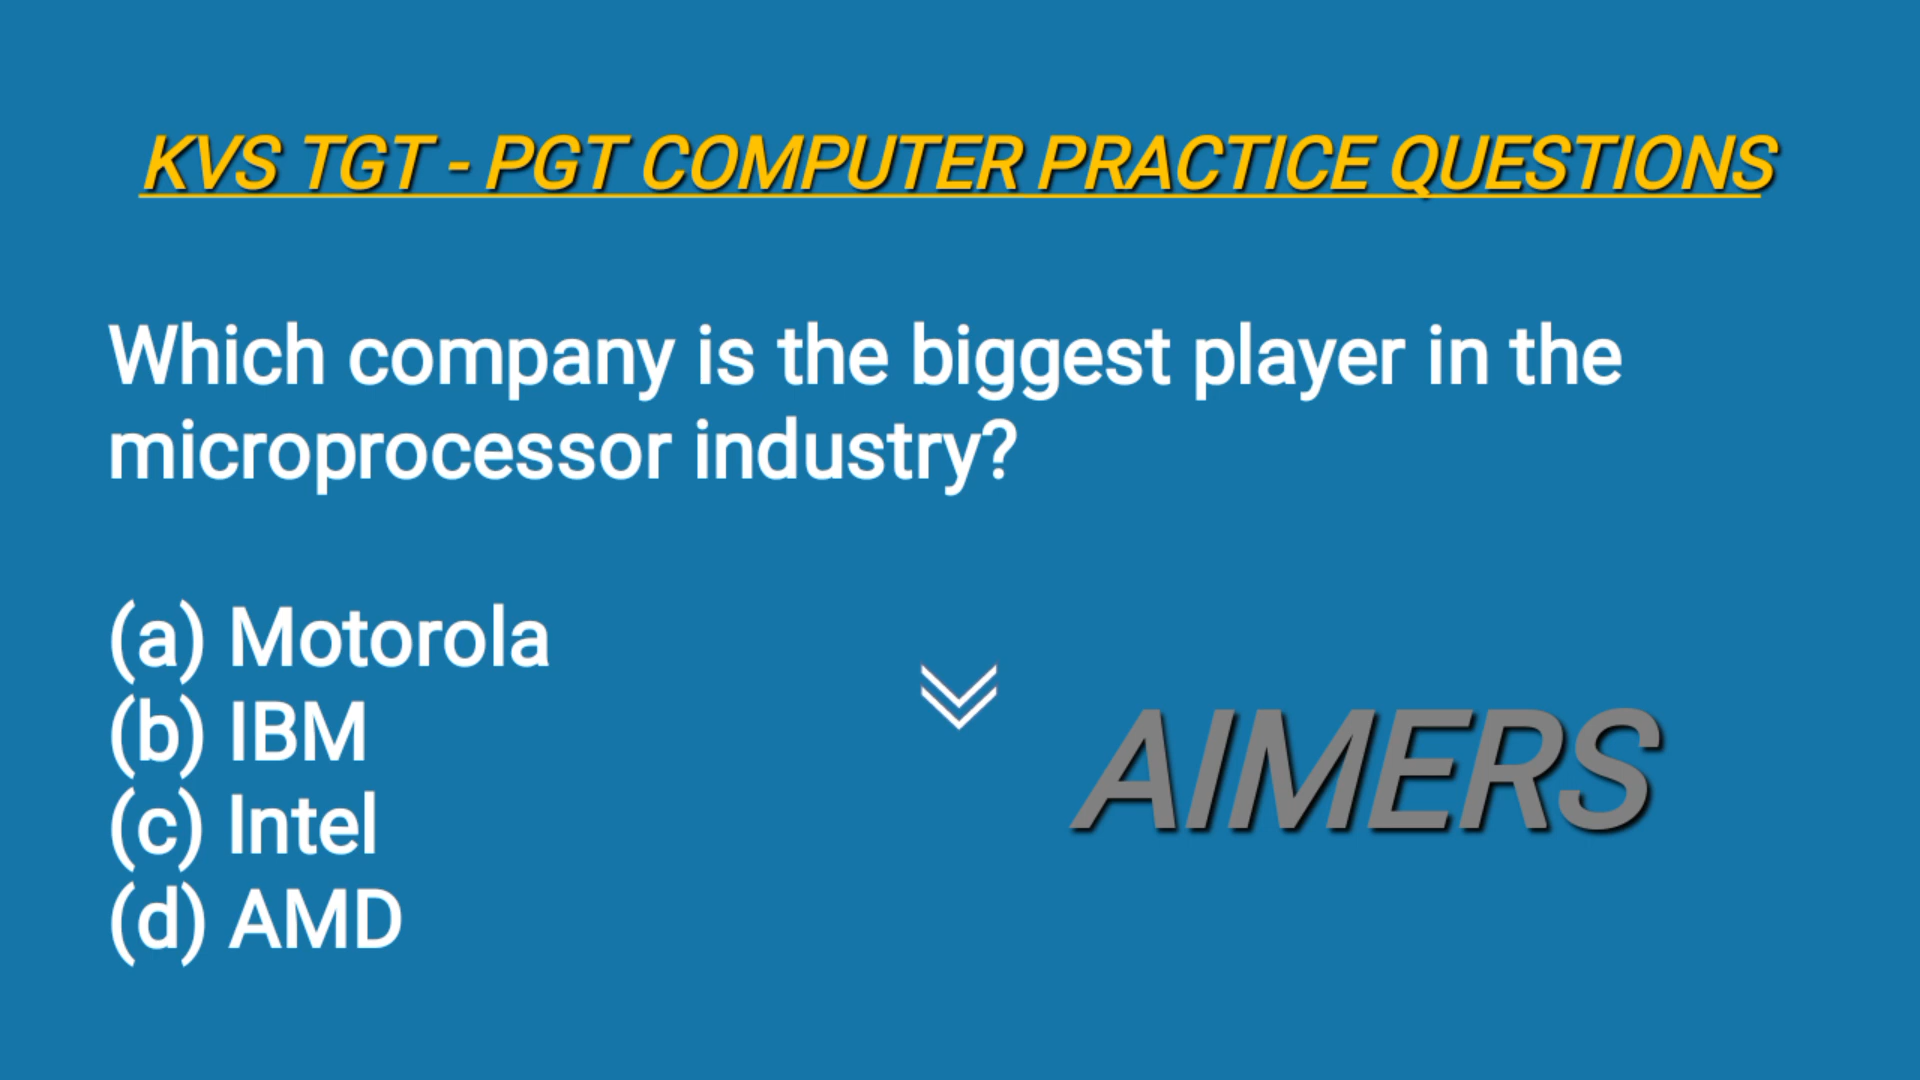 KVS TGT - PGT COMPUTER PRACTICE QUESTIONS
Which company is the biggest player in the
microprocessor industry?
(a) Motorola
(b) IBM
(c) Intel
(d) AMD
AIMERS